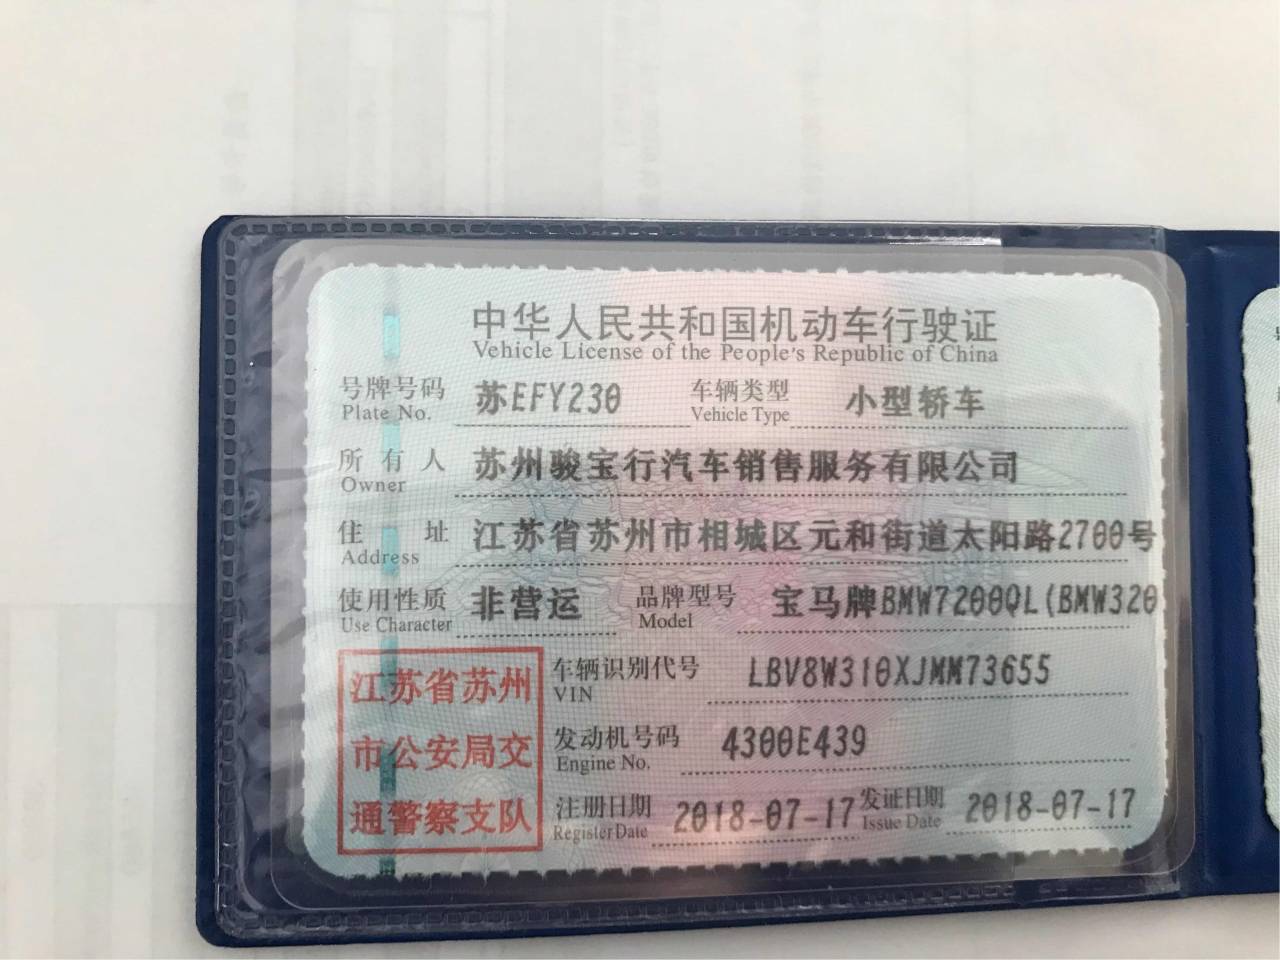 中华人民共和国机动车行驶证
Vehicle License of the People's Republic of China
号牌号码 苏EFY230 车辆类型 小型轿车
Plate No. Vehicle Type
所有人 苏州骏宝行汽车销售服务有限公司
Owner
住址 江苏省苏州市相城区元和街道太阳路2700号
Address
使用性质 非营运 品牌型号 宝马牌BMW7200QL(BMW320
Use Character Model
江苏省苏州
市公安局交
通警察支队
车辆识别代号 LBV8W310XJMM73655
VIN
发动机号码 4300E439
Engine No.
注册日期 2018-07-17 发证日期 2018-07-17
Register Date Issue Date